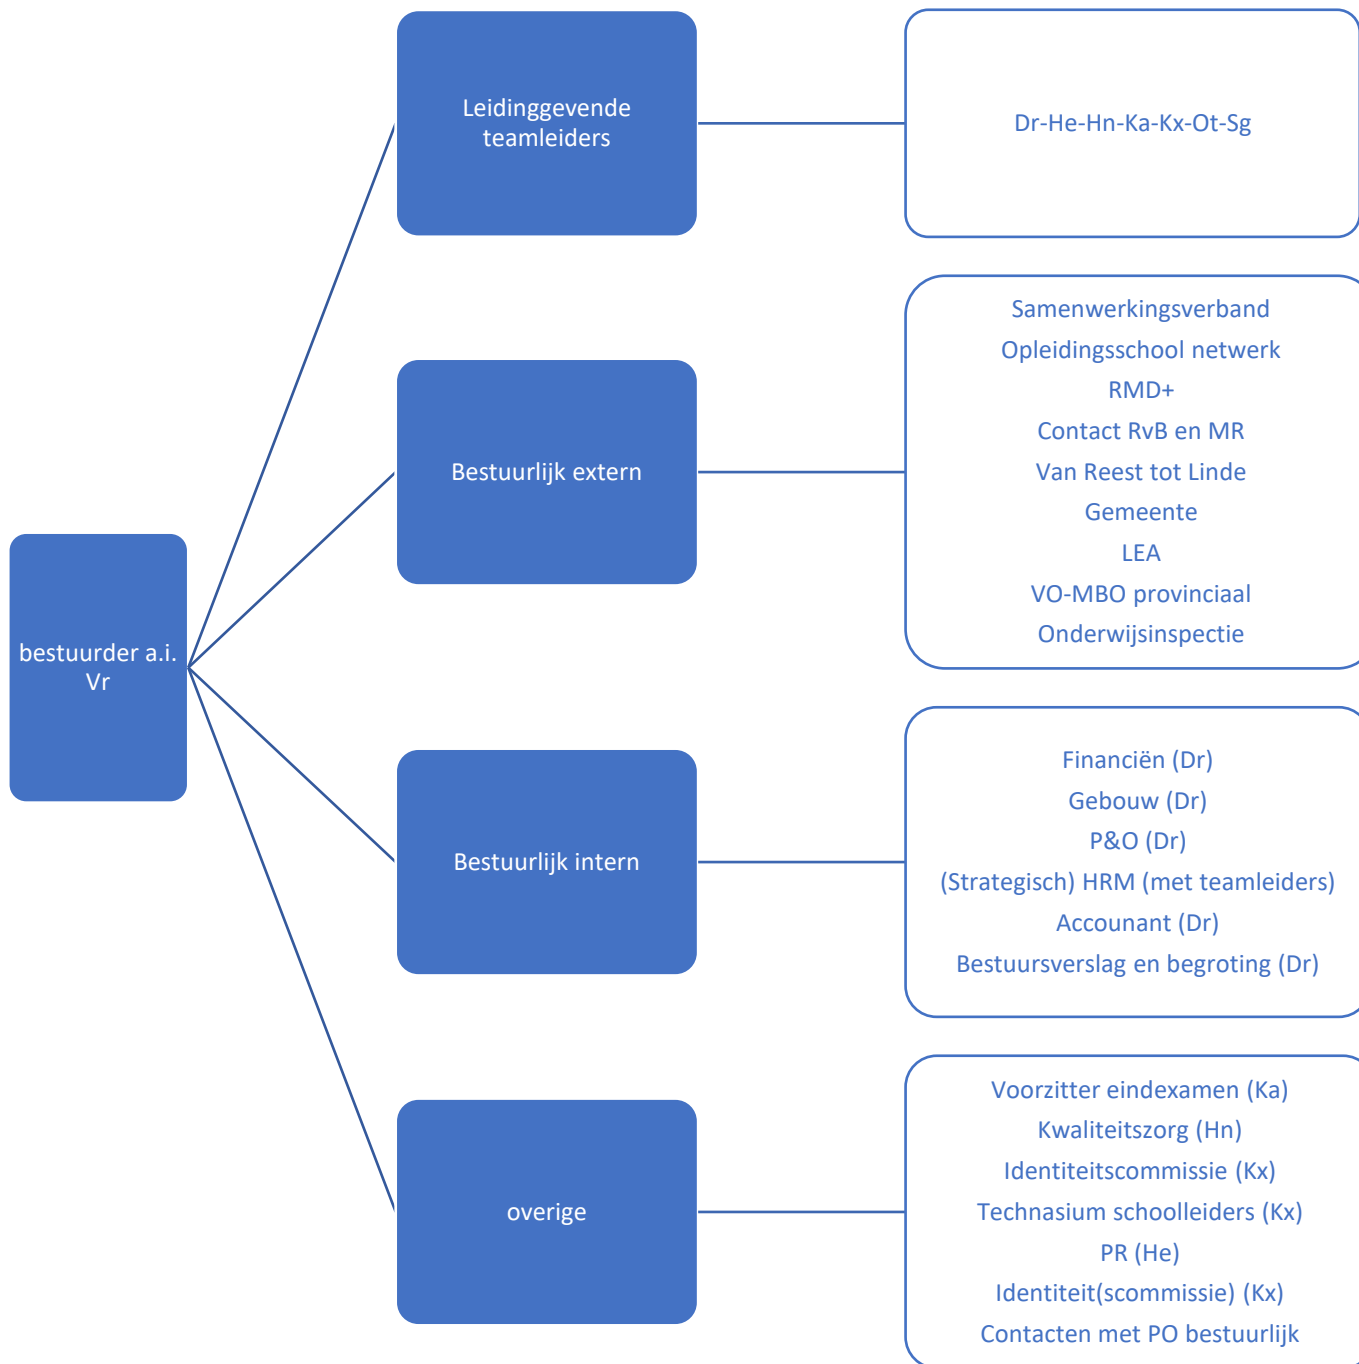 bestuurder a.i.
Vr
Leidinggevende
teamleiders
Dr-He-Hn-Ka-Kx-Ot-Sg
Bestuurlijk extern
Samenwerkingsverband
Opleidingsschool netwerk
RMD+
Contact RvB en MR
Van Reest tot Linde
Gemeente
LEA
VO-MBO provinciaal
Onderwijsinspectie
Bestuurlijk intern
Financiën (Dr)
Gebouw (Dr)
P&O (Dr)
(Strategisch) HRM (met teamleiders)
Accounant (Dr)
Bestuursverslag en begroting (Dr)
overige
Voorzitter eindexamen (Ka)
Kwaliteitszorg (Hn)
Identiteitscommissie (Kx)
Technasium schoolleiders (Kx)
PR (He)
Identiteit(scommissie) (Kx)
Contacten met PO bestuurlijk